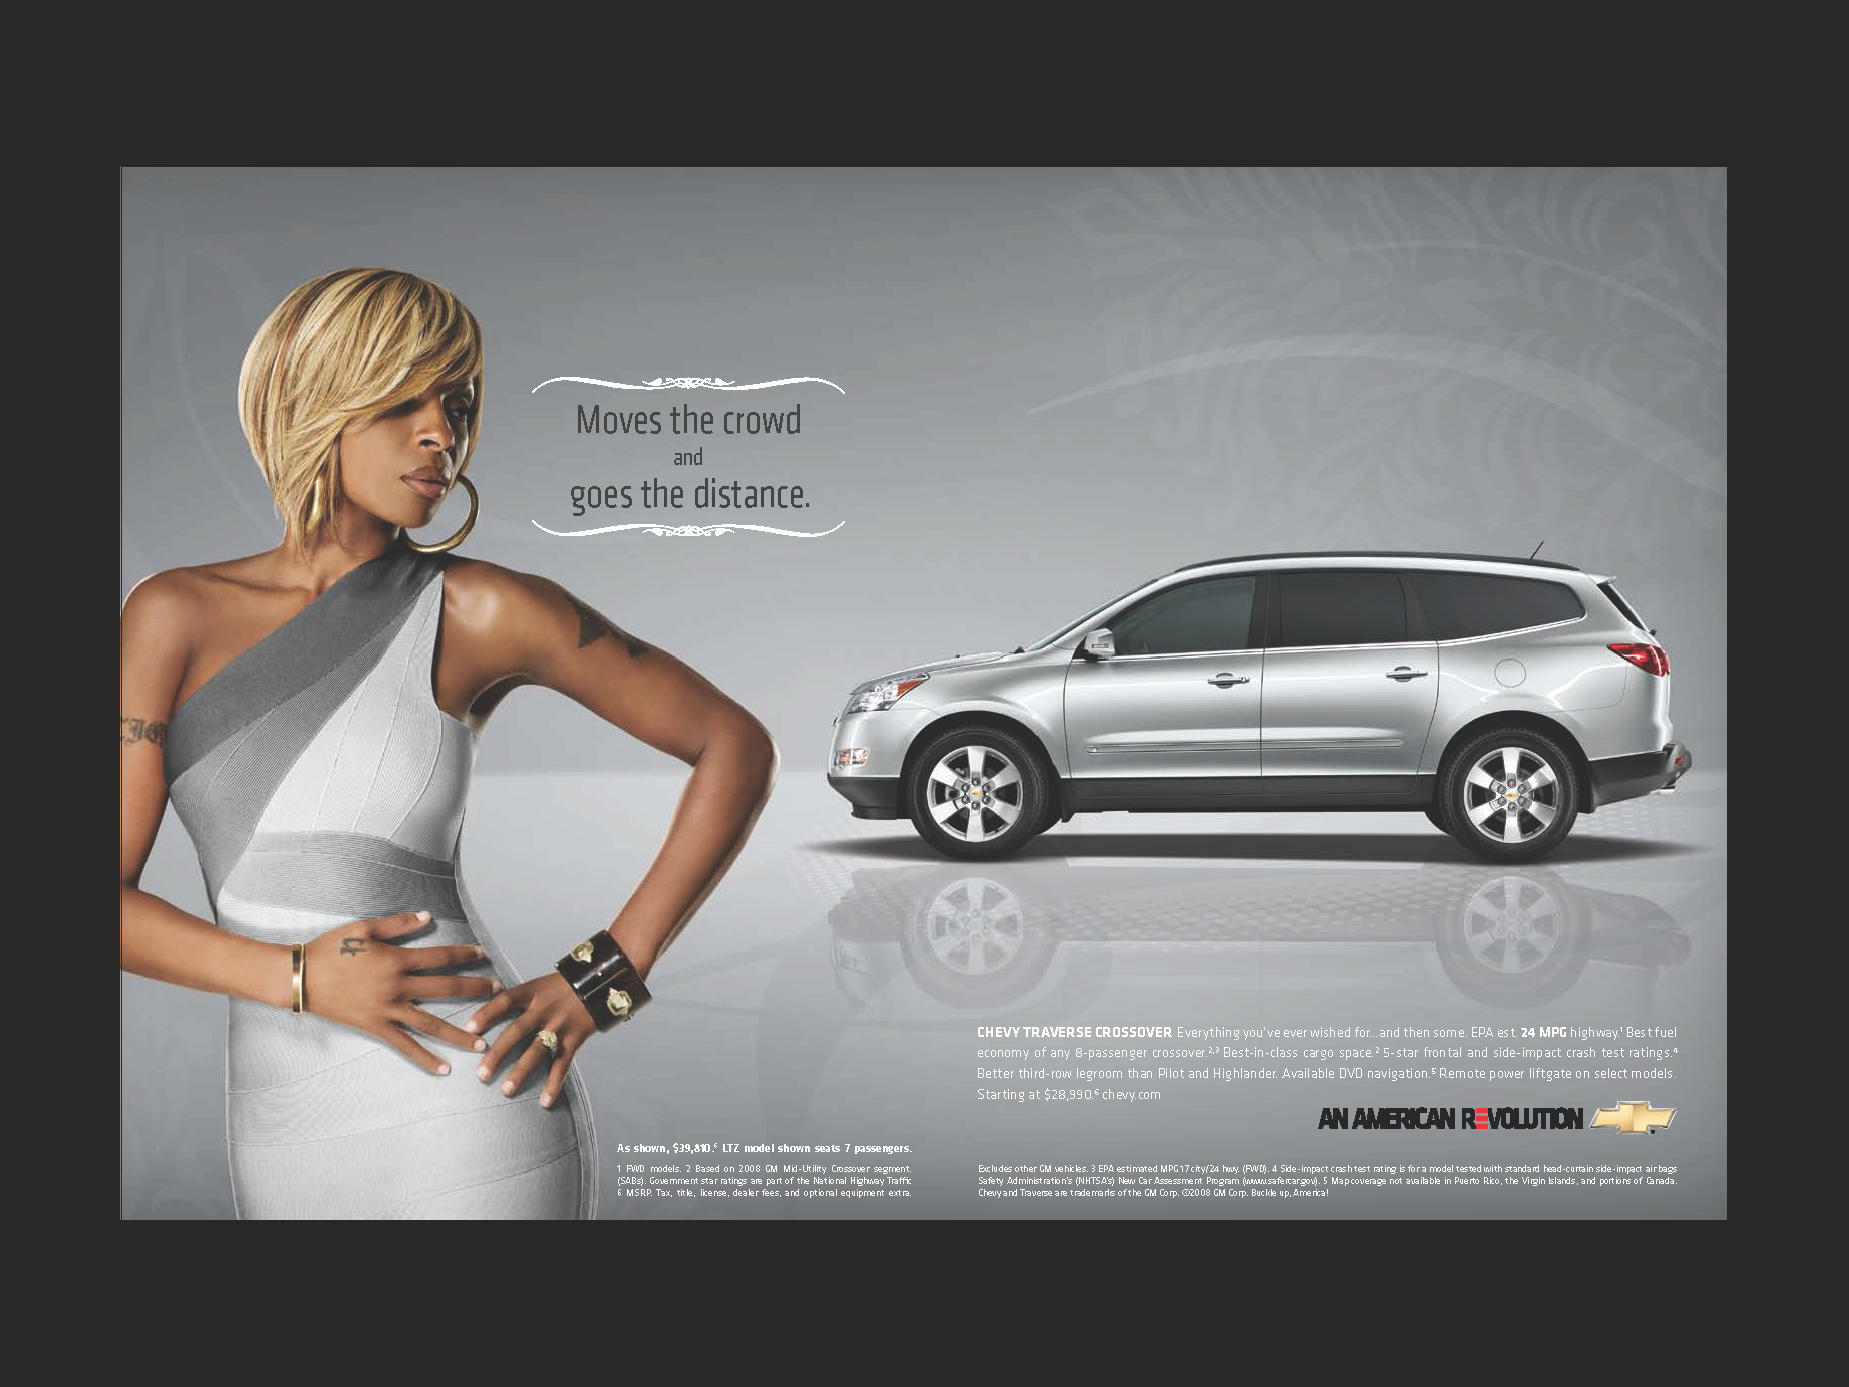 Moves the crowd
and
goes the distance.
CHEVY TRAVERSE CROSSOVER Everything you've ever wished for...and then some. EPA est. 24 MPG highway.¹ Best fuel
economy of any 8-passenger crossover.²,³ Best-in-class cargo space.² 5-star frontal and side-impact crash test ratings.⁴
Better third-row legroom than Pilot and Highlander. Available DVD navigation.⁵ Remote power liftgate on select models.
Starting at $28,990.⁶ chevy.com
AN AMERICAN REVOLUTION
As shown, $39,810.⁶ LTZ model shown seats 7 passengers.
1 FWD models. 2 Based on 2008 GM Mid-Utility Crossover segment.
(SABs). Government star ratings are part of the National Highway Traffic
6 MSRP. Tax, title, license, dealer fees, and optional equipment extra.
Excludes other GM vehicles. 3 EPA estimated MPG 17 city/24 hwy. (FWD). 4 Side-impact crash test rating is for a model tested with standard head-curtain side-impact air bags
Safety Administration's (NHTSA's) New Car Assessment Program (www.safercar.gov). 5 Map coverage not available in Puerto Rico, the Virgin Islands, and portions of Canada.
Chevy and Traverse are trademarks of the GM Corp. ©2008 GM Corp. Buckle up, America!